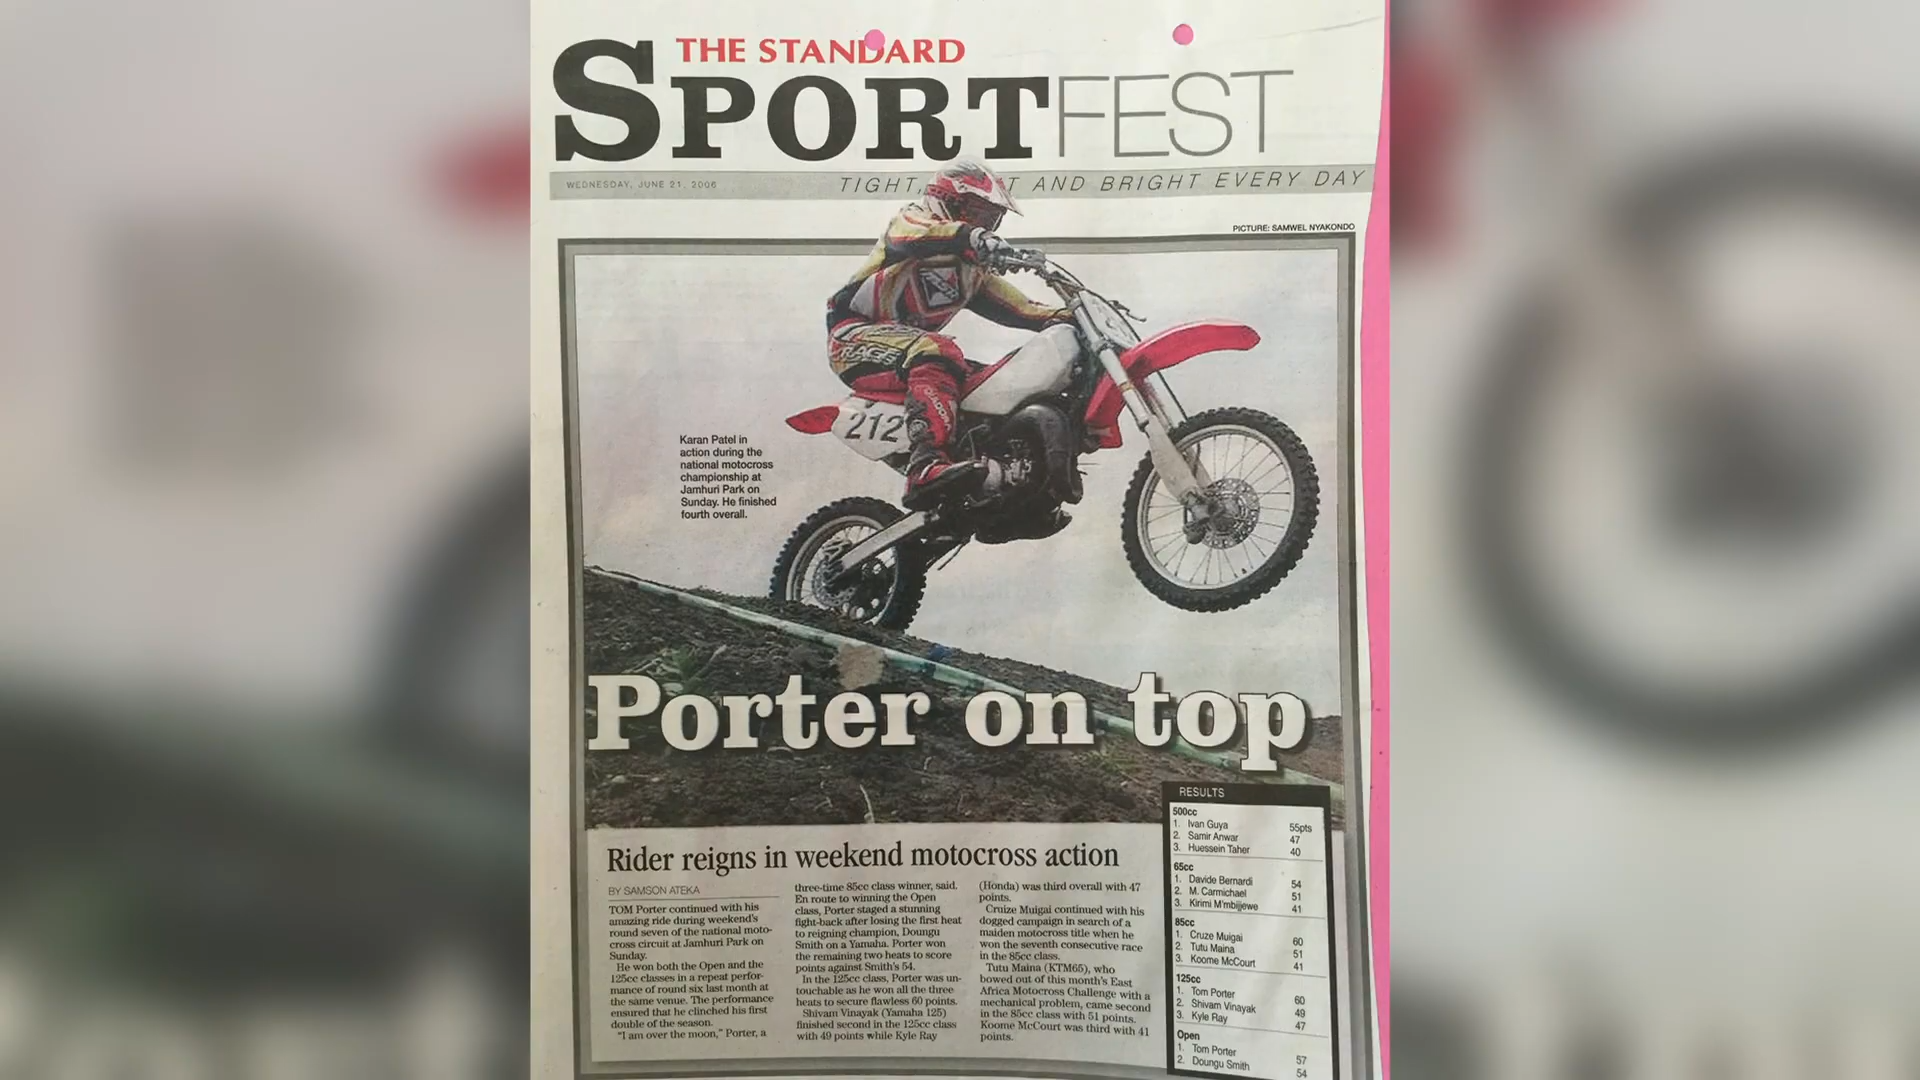 THE STANDARD
SPORTFEST
WEDNESDAY, JUNE 21, 2006
TIGHT, AND BRIGHT EVERY DAY
PICTURE: SAMWEL NYAKONDO
RAGE
212
Karan Patel in
action during the
national motocross
championship at
Jamhuri Park on
Sunday. He finished
fourth overall.
Porter on top
Rider reigns in weekend motocross action
BY SAMSON ATEKA
TOM Porter continued with his
amazing ride during weekend's
round seven of the national moto-
cross circuit at Jamhuri Park on
Sunday.
He won both the Open and the
125cc classes in a repeat perfor-
mance of round six last month at
the same venue. The performance
ensured that he clinched his first
double of the season.
"I am over the moon," Porter, a
three-time 85cc class winner, said.
En route to winning the Open
class, Porter staged a stunning
fight-back after losing the first heat
to reigning champion, Doungu
Smith on a Yamaha. Porter won
the remaining two heats to score
points against Smith's 54.
In the 125cc class, Porter was un-
touchable as he won all the three
heats to secure flawless 60 points.
Shivam Vinayak (Yamaha 125)
finished second in the 125cc class
with 49 points while Kyle Ray
(Honda) was third overall with 47
points.
Cruize Muigai continued with his
dogged campaign in search of a
maiden motocross title when he
won the seventh consecutive race
in the 85cc class.
Tutu Maina (KTM65), who
bowed out of this month's East
Africa Motocross Challenge with a
mechanical problem, came second
in the 85cc class with 51 points.
Koome McCourt was third with 41
points.
RESULTS
500cc
1. Ivan Guya 55pts
2. Samir Anwar 47
3. Huessein Taher 40
65cc
1. Davide Bernardi 54
2. M. Carmichael 51
3. Kirimi M'mbijjewe 41
85cc
1. Cruze Muigai 60
2. Tutu Maina 51
3. Koome McCourt 41
125cc
1. Tom Porter 60
2. Shivam Vinayak 49
3. Kyle Ray 47
Open
1. Tom Porter 57
2. Doungu Smith 54